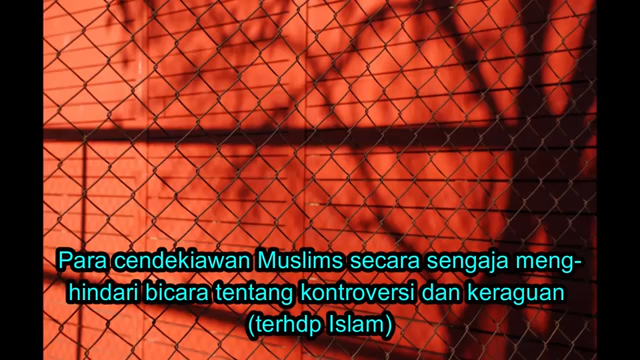 Para cendekiawan Muslims secara sengaja meng-
hindari bicara tentang kontroversi dan keraguan
(terhdp Islam)